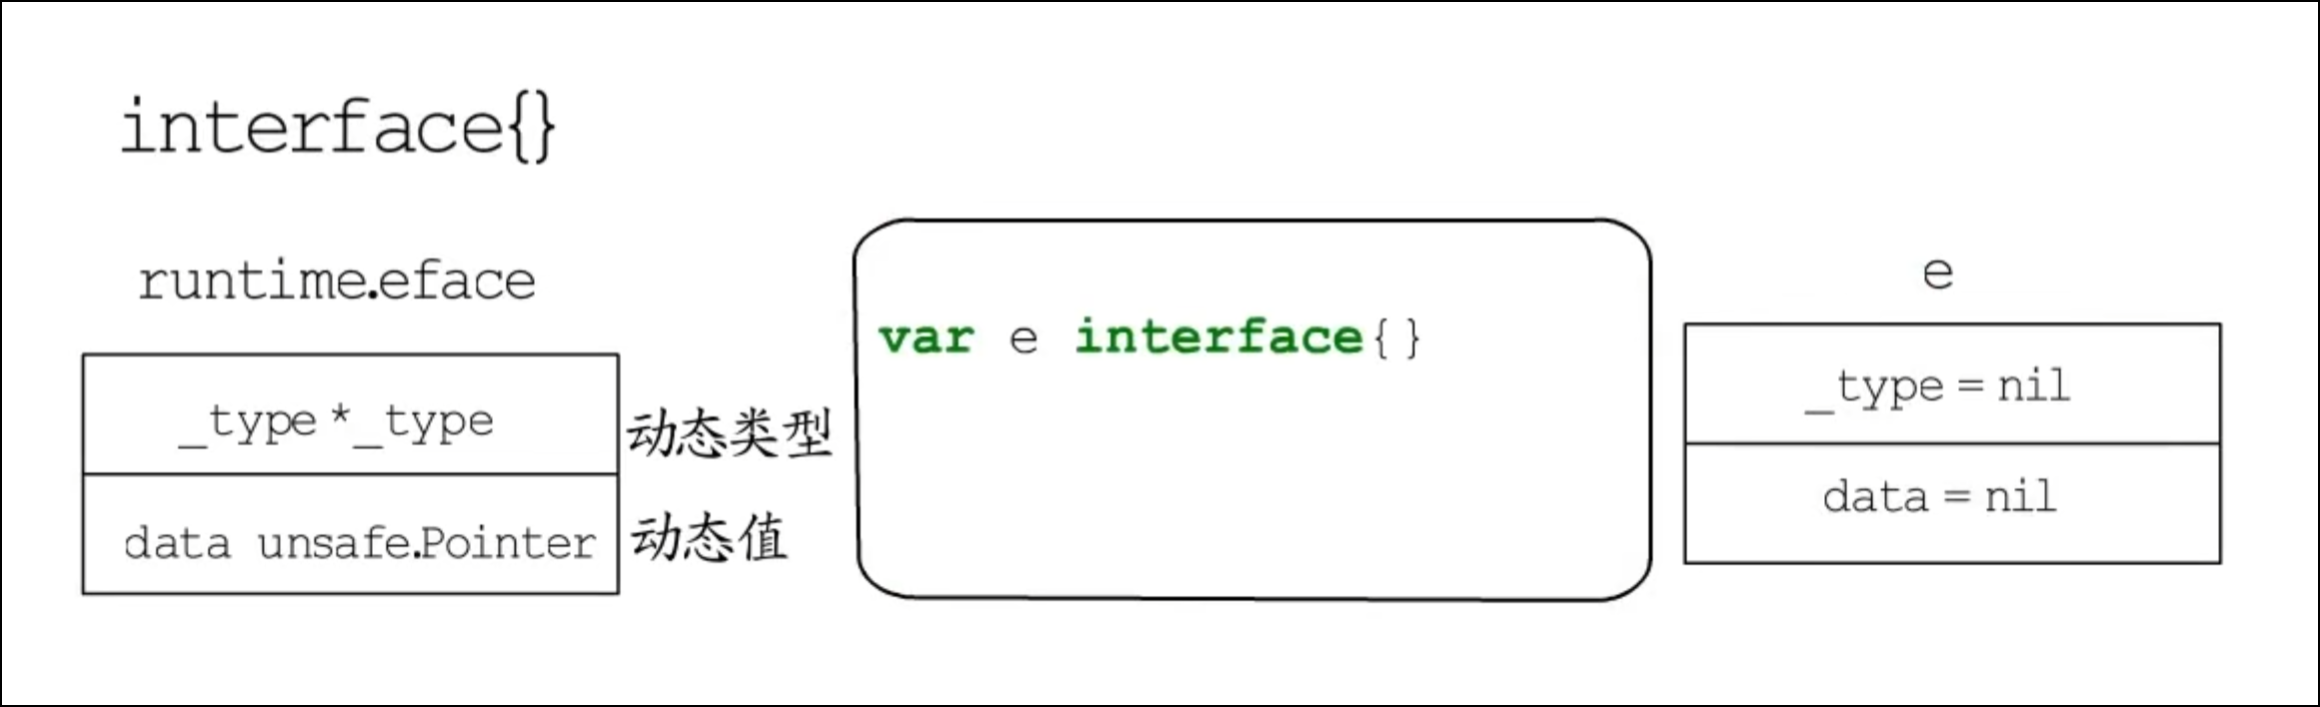 interface{}
runtime.eface
_type *_type
动态类型
data unsafe.Pointer
动态值
var e interface{}
e
_type = nil
data = nil